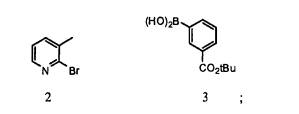 (HO)2B
N Br
CO2tBu
2 3 ;